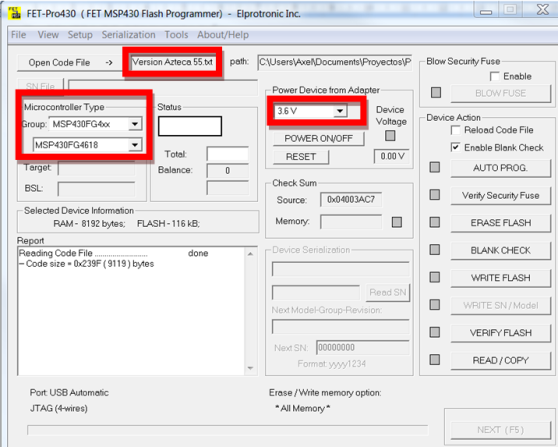 FET-Pro430 ( FET MSP430 Flash Programmer) - Elprotronic Inc.
File View Setup Serialization Tools About/Help
Open Code File -> Version Azteca 55.txt path: C:\Users\Axel\Documents\Proyectos\P
SN File
Microcontroller Type
Group: MSP430FG4xx
MSP430FG4618
Target:
BSL:
Status
Total:
Balance: 0
Selected Device Information
RAM - 8192 bytes; FLASH - 116 kB;
Report
Reading Code File ............................ done
-- Code size = 0x239F ( 9119 ) bytes
Power Device from Adapter
3.6 V
Device
Voltage
POWER ON/OFF
RESET 0.00 V
Check Sum
Source: 0x04003AC7
Memory:
Device Serialization
Read SN
Next Model-Group-Revision:
Next SN: 00000000
Format: yyyy1234
Blow Security Fuse
Enable
BLOW FUSE
Device Action
Reload Code File
Enable Blank Check
AUTO PROG.
Verify Security Fuse
ERASE FLASH
BLANK CHECK
WRITE FLASH
WRITE SN / Model
VERIFY FLASH
READ / COPY
Port: USB Automatic
JTAG (4-wires)
Erase / Write memory option:
* All Memory *
NEXT ( F5 )